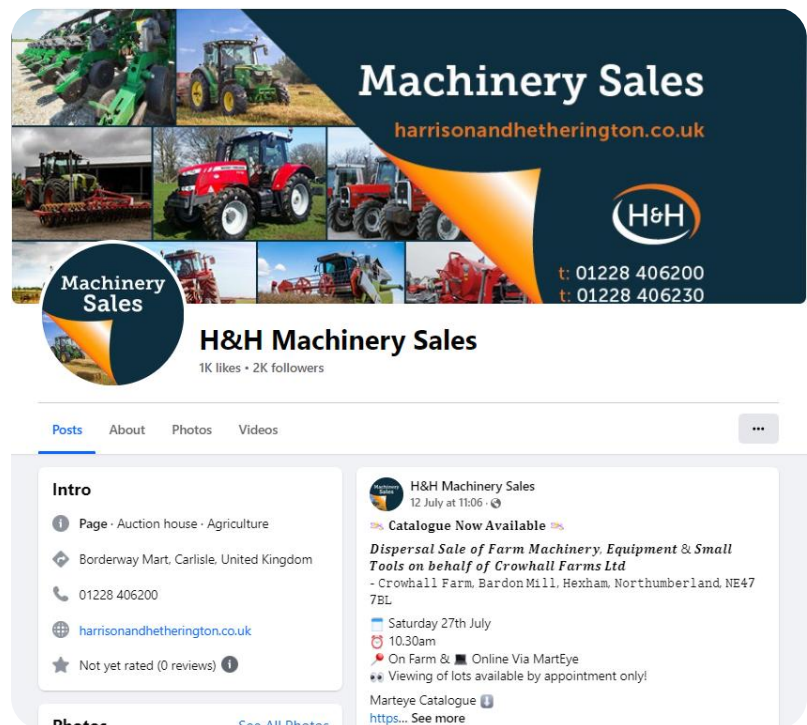 Machinery Sales
harrisonandhetherington.co.uk
H&H
t: 01228 406200
t: 01228 406230
Machinery
Sales
H&H Machinery Sales
1K likes • 2K followers
Posts
About
Photos
Videos
Intro
Page · Auction house · Agriculture
Borderway Mart, Carlisle, United Kingdom
01228 406200
harrisonandhetherington.co.uk
Not yet rated (0 reviews)
Photos
See All Photos
Machinery
Sales
H&H Machinery Sales
12 July at 11:06 ·
Catalogue Now Available
Dispersal Sale of Farm Machinery, Equipment & Small
Tools on behalf of Crowhall Farms Ltd
- Crowhall Farm, Bardon Mill, Hexham, Northumberland, NE47
7BL
Saturday 27th July
10.30am
On Farm & Online Via MartEye
Viewing of lots available by appointment only!
Marteye Catalogue
https... See more